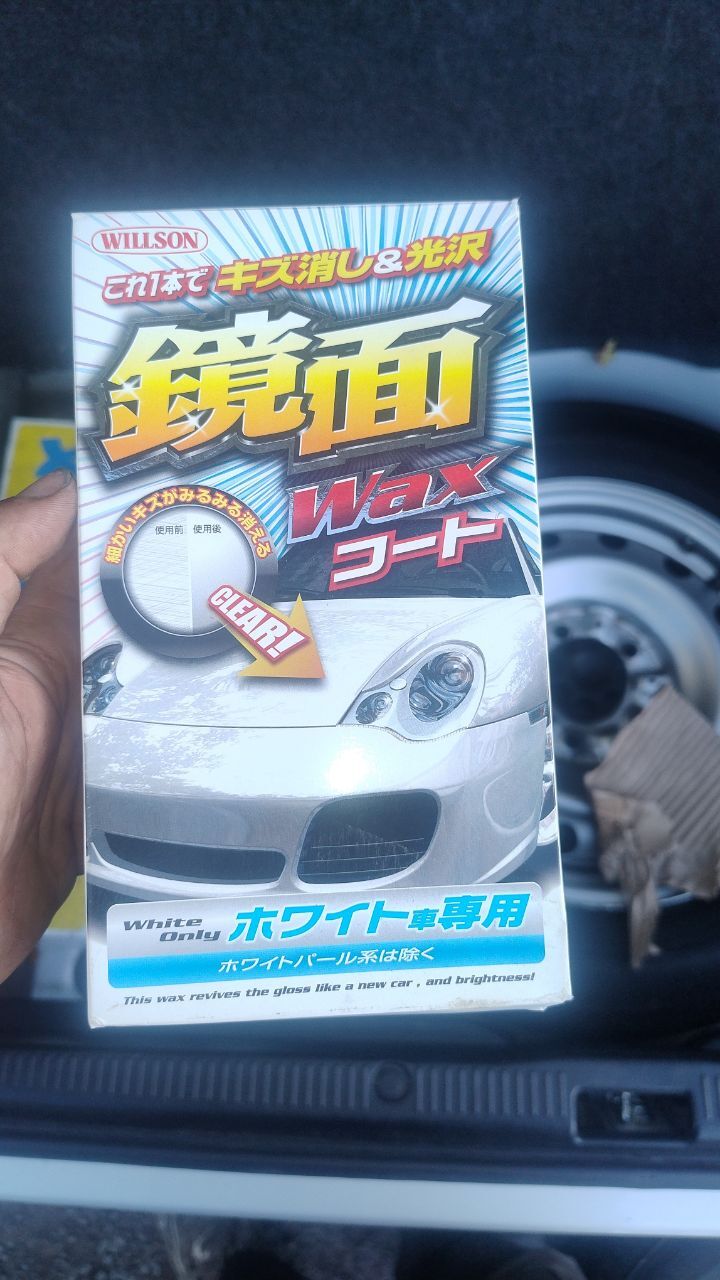 WILLSON
これ1本で キズ消し&光沢
鏡面
Wax
コート
細かいキズがみるみる消える
使用前 使用後
CLEAR!
White Only ホワイト車専用
ホワイトパール系は除く
This wax revives the gloss like a new car , and brightness!